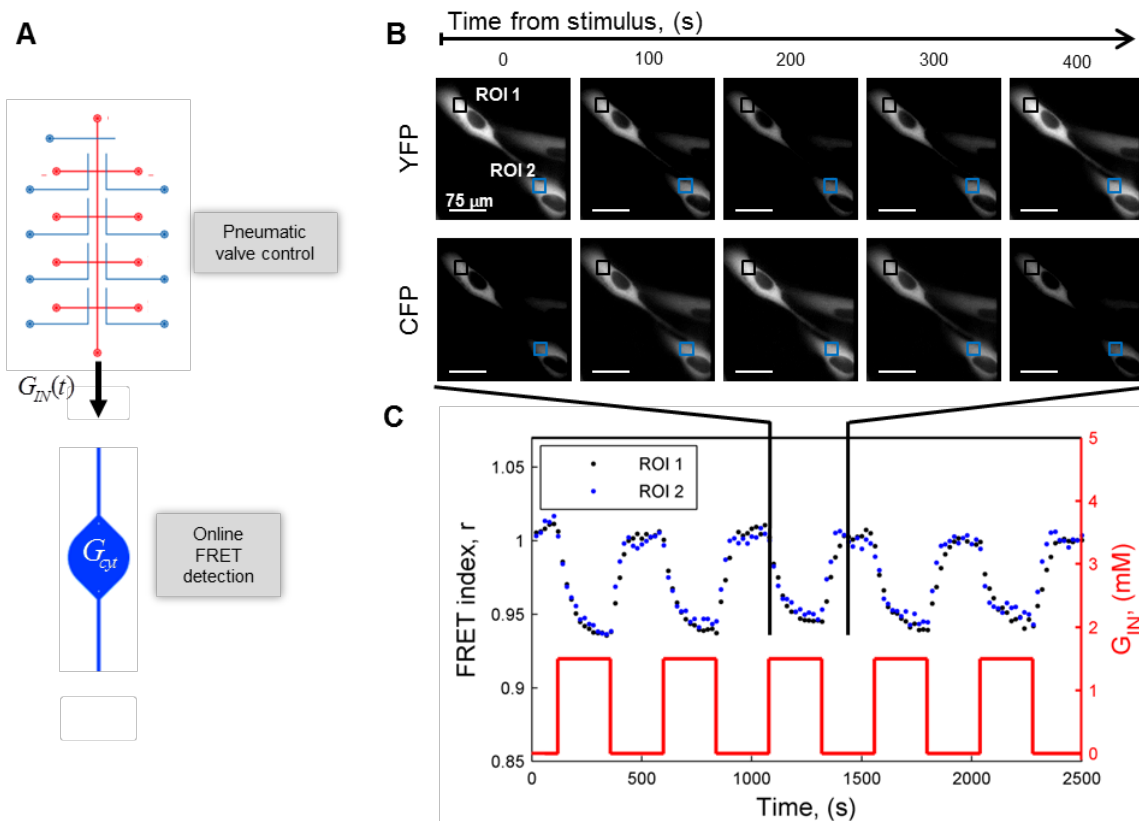 A
Pneumatic
valve control
G_IN(t)
G_cyt
Online
FRET
detection
B
Time from stimulus, (s)
0 100 200 300 400
YFP
ROI 1
ROI 2
75 μm
CFP
C
ROI 1
ROI 2
FRET index, r
1.05
1
0.95
0.9
0.85
G_IN, (mM)
5
4
3
2
1
0
0 500 1000 1500 2000 2500
Time, (s)